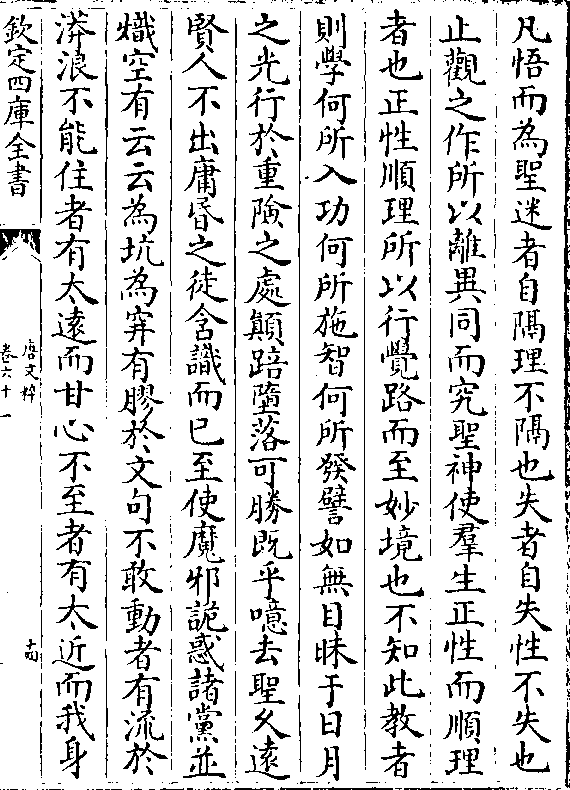 凡悟而為聖迷者自隔理不隔也失者自失性不失也
止觀之作所以離異同而究聖神使羣生正性而順理
者也正性順理所以行覺路而至妙境也不知此教者
則學何所入功何所施智何所發譬如無目昧于日月
之光行於重險之處顛踣墮落可勝既乎噫去聖久遠
賢人不出庸昏之徒含識而已至使魔邪詭惑諸黨並
熾空有云云為坑為穽有膠於文句不敢動者有流於
漭浪不能住者有太遠而甘心不至者有太近而我身
欽定四庫全書
唐文粹
卷六十一
十四